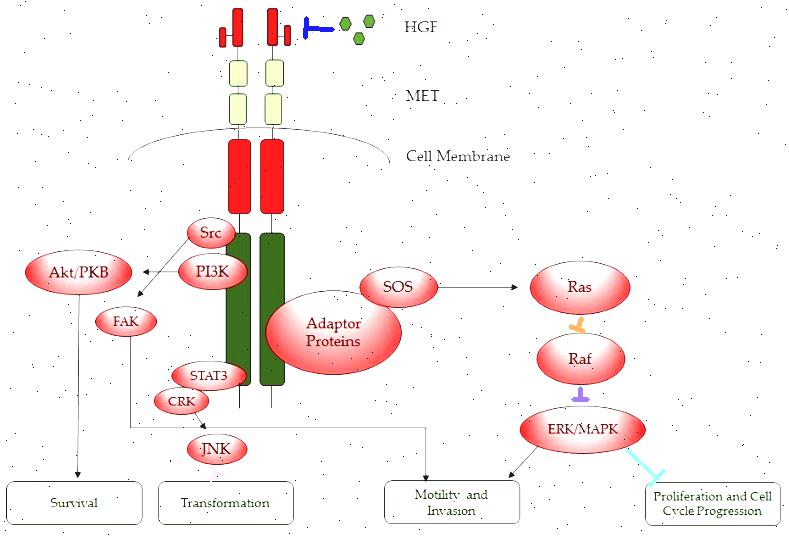 HGF
MET
Cell Membrane
Src
Akt/PKB
PI3K
SOS
Ras
FAK
Adaptor
Proteins
Raf
STAT3
CRK
ERK/MAPK
JNK
Survival
Transformation
Motility and
Invasion
Proliferation and Cell
Cycle Progression